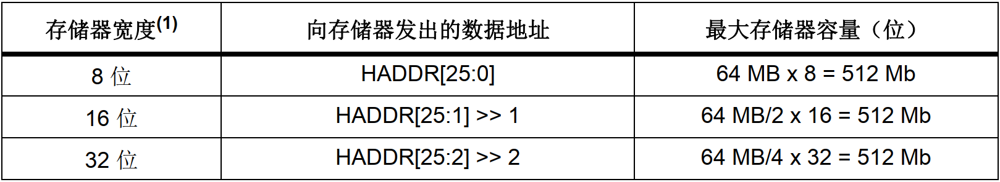 存储器宽度(1) 向存储器发出的数据地址 最大存储器容量（位）
8 位 HADDR[25:0] 64 MB x 8 = 512 Mb
16 位 HADDR[25:1] >> 1 64 MB/2 x 16 = 512 Mb
32 位 HADDR[25:2] >> 2 64 MB/4 x 32 = 512 Mb